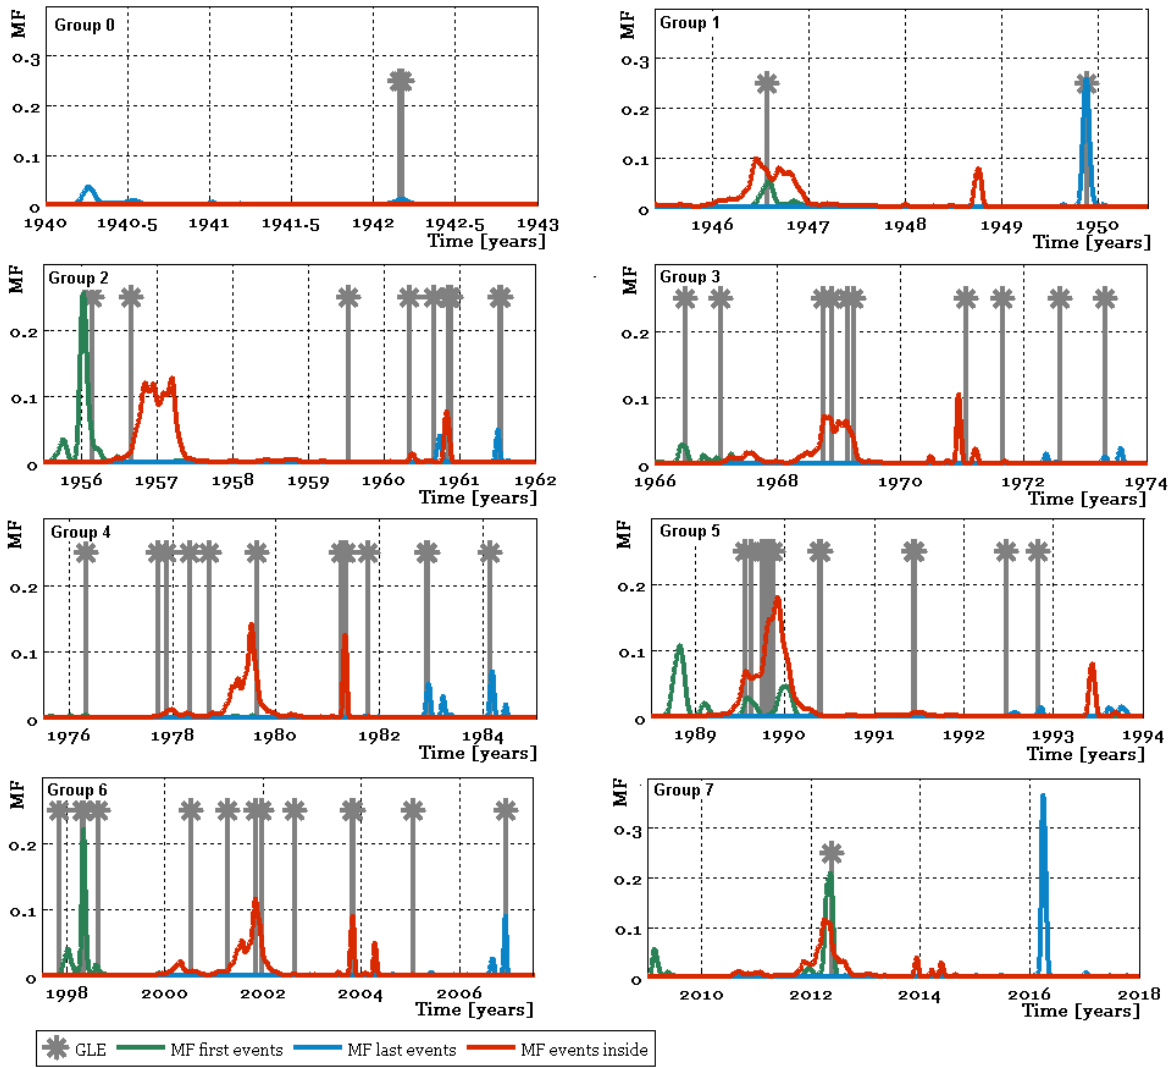 MF
Group 0
0.3
0.2
0.1
0
1940
1940.5
1941
1941.5
1942
1942.5
1943
Time [years]
MF
Group 1
0.3
0.2
0.1
0
1946
1947
1948
1949
1950
Time [years]
MF
Group 2
0.2
0.1
0
1956
1957
1958
1959
1960
1961
1962
Time [years]
MF
Group 3
0.2
0.1
0
1966
1968
1970
1972
1974
Time [years]
MF
Group 4
0.2
0.1
0
1976
1978
1980
1982
1984
Time [years]
MF
Group 5
0.2
0.1
0
1989
1990
1991
1992
1993
1994
Time [years]
MF
Group 6
0.2
0.1
0
1998
2000
2002
2004
2006
Time [years]
MF
Group 7
0.3
0.2
0.1
0
2010
2012
2014
2016
2018
Time [years]
GLE MF first events MF last events MF events inside